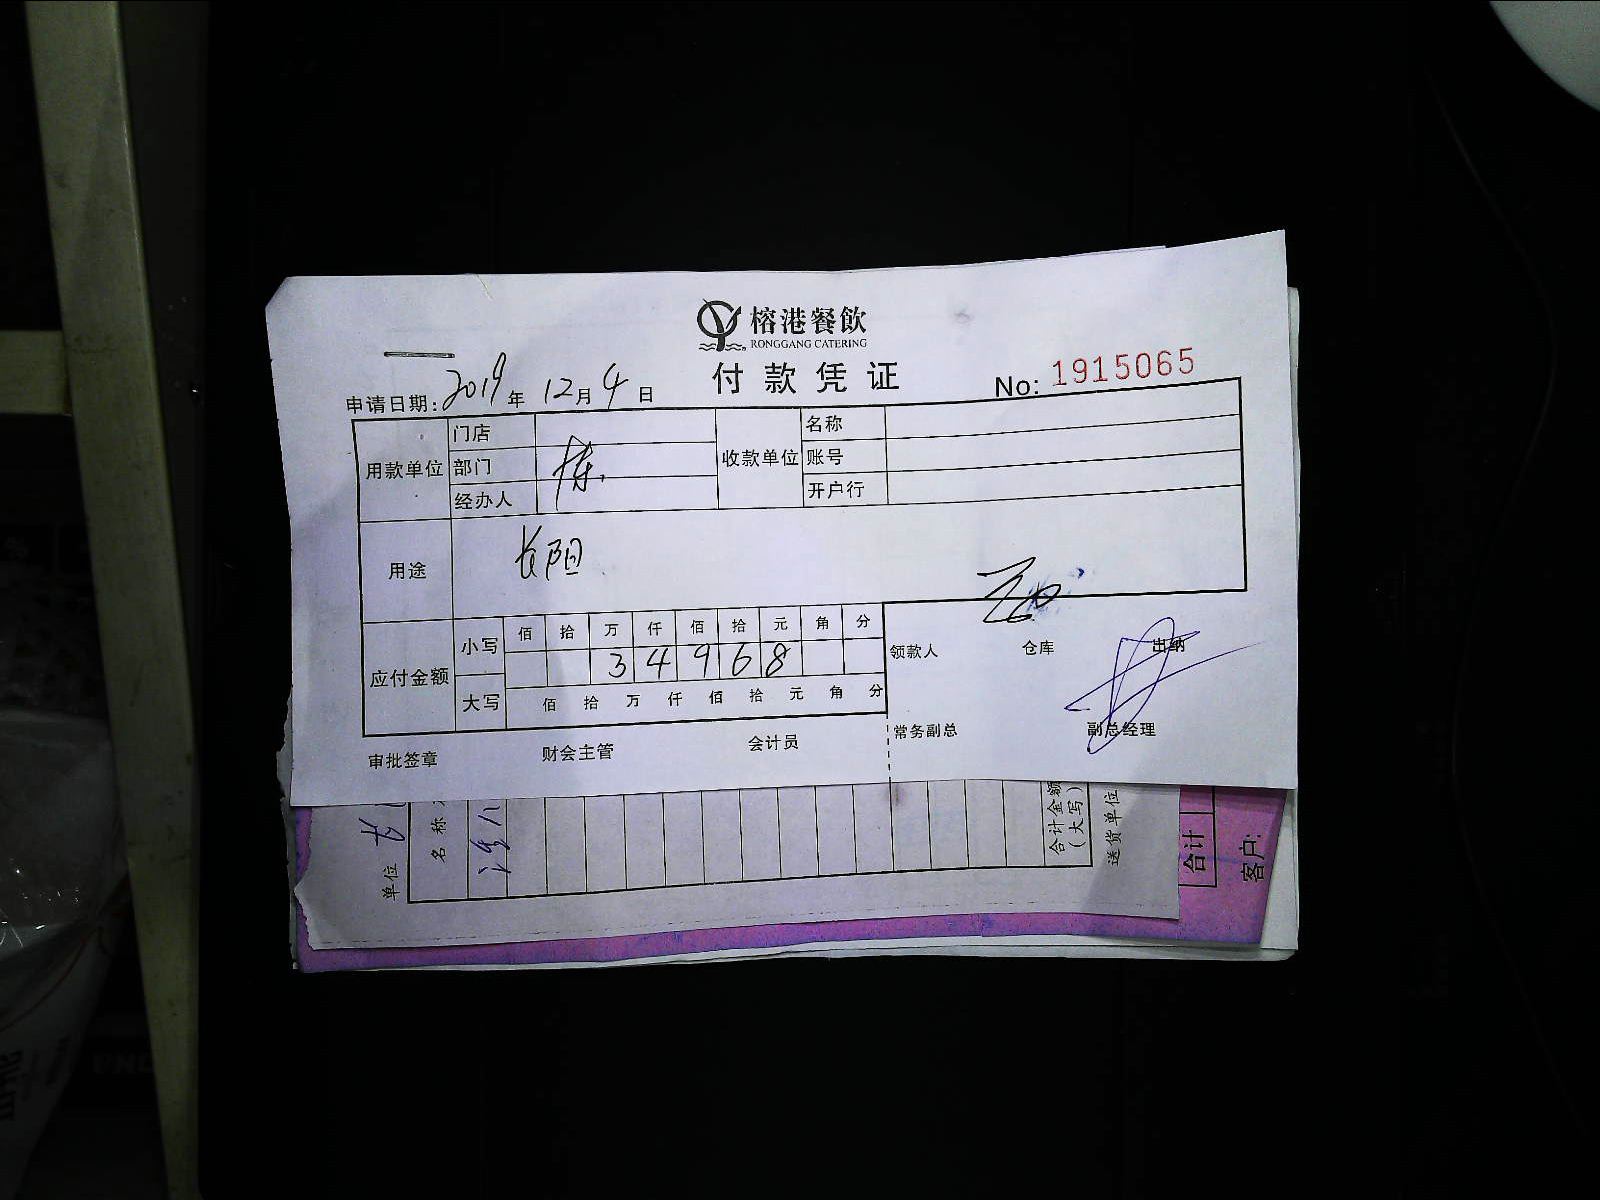 榕港餐飲
RONGGANG CATERING
付款凭证
No: 1915065
申请日期: 2019年12月4日
用款单位 门店 收款单位 名称
部门 陈 账号
经办人 开户行
用途 长阳
应付金额 小写 佰 拾 万 仟 佰 拾 元 角 分
3 4 9 6 8
大写 佰 拾 万 仟 佰 拾 元 角 分
领款人 仓库 出纳
常务副总 副总经理
审批签章 财会主管 会计员
单位
名称
合计金额
(大写)
送货单位
合计
客户: